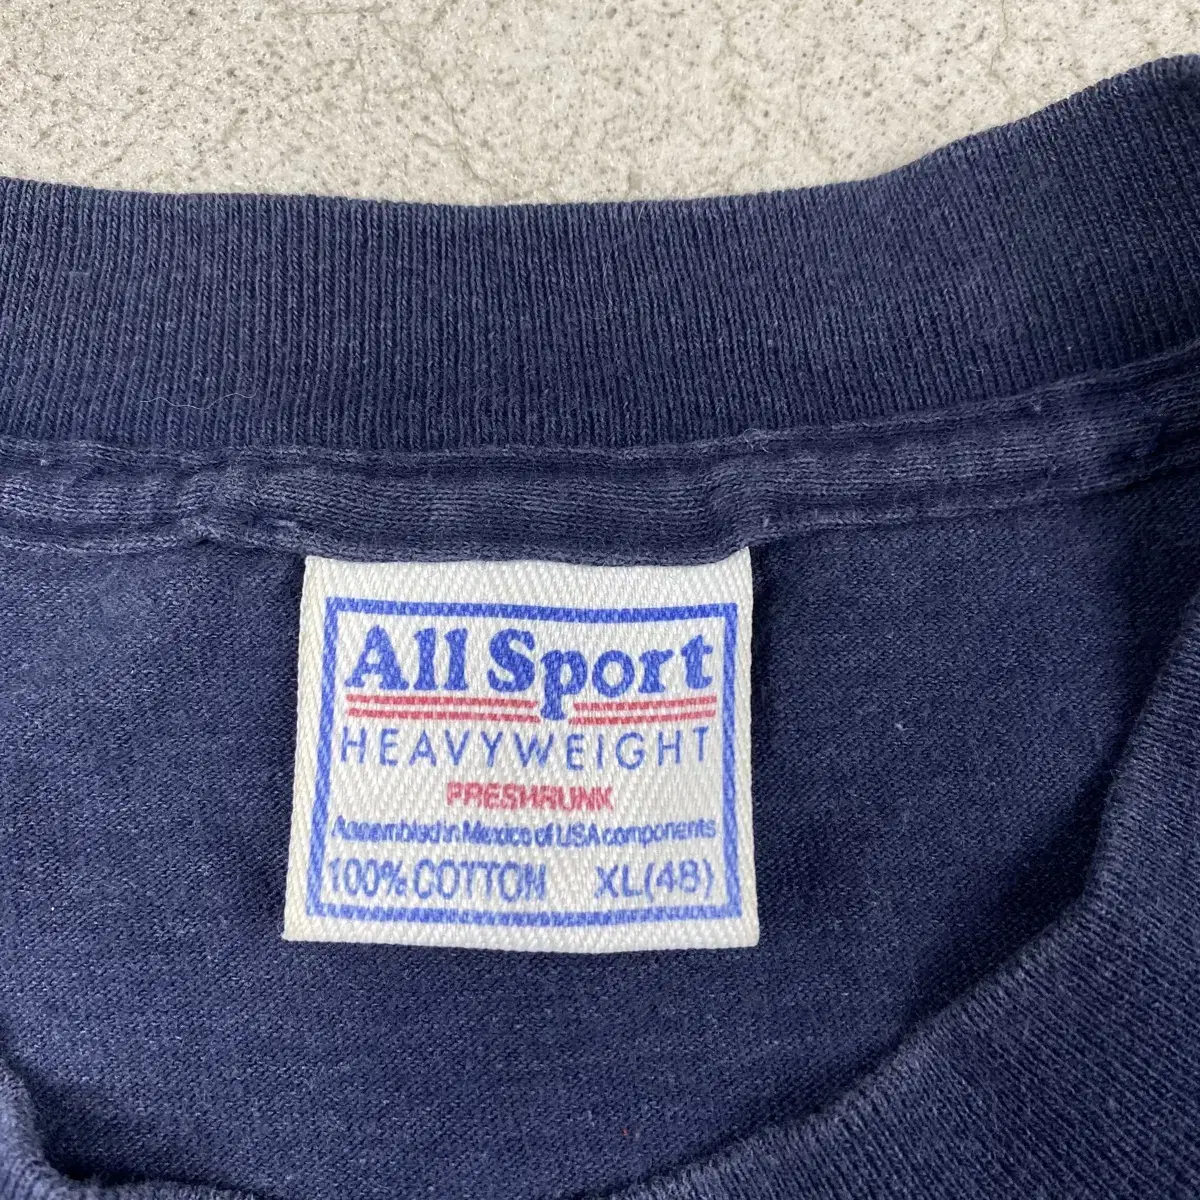 All Sport
HEAVYWEIGHT
PRESHRUNK
Assembled in Mexico of USA components
100% COTTON XL(48)